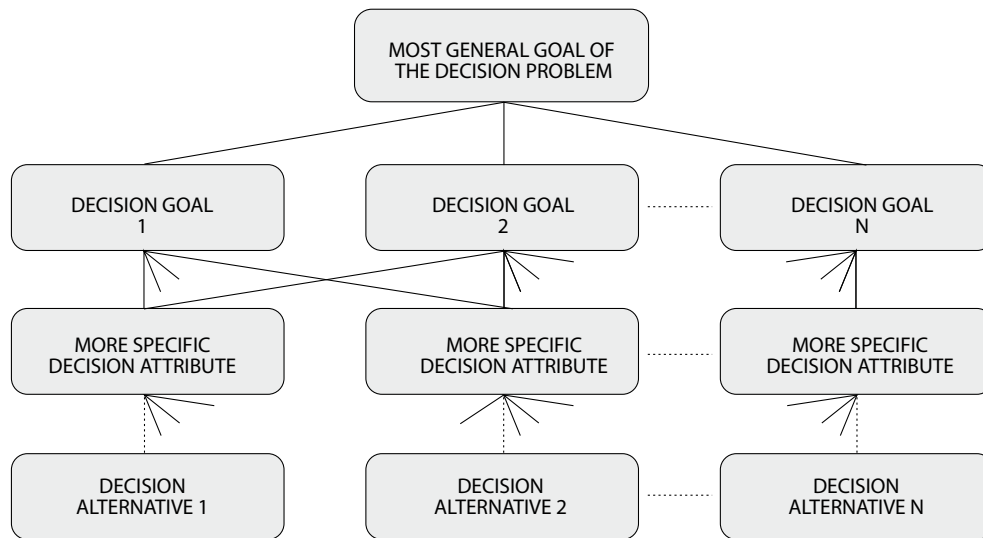 MOST GENERAL GOAL OF
THE DECISION PROBLEM
DECISION GOAL
1
DECISION GOAL
2
DECISION GOAL
N
MORE SPECIFIC
DECISION ATTRIBUTE
MORE SPECIFIC
DECISION ATTRIBUTE
MORE SPECIFIC
DECISION ATTRIBUTE
DECISION
ALTERNATIVE 1
DECISION
ALTERNATIVE 2
DECISION
ALTERNATIVE N